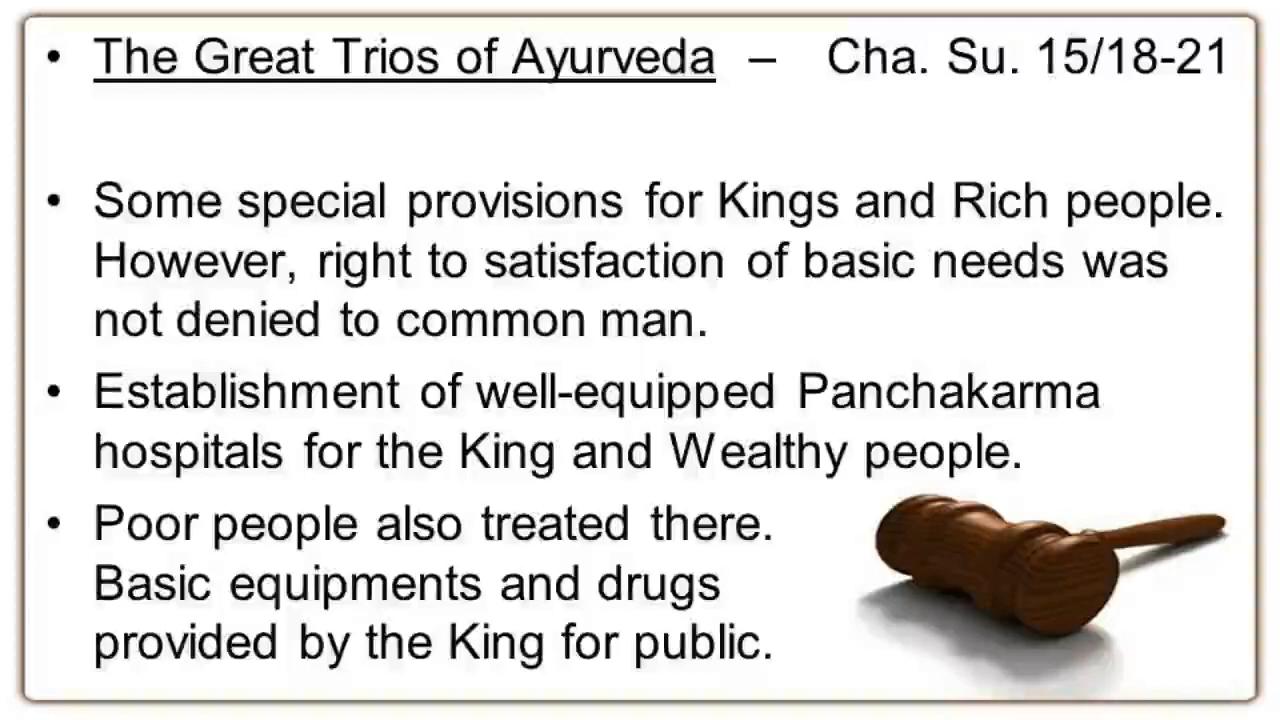 • The Great Trios of Ayurveda – Cha. Su. 15/18-21
• Some special provisions for Kings and Rich people.
However, right to satisfaction of basic needs was
not denied to common man.
• Establishment of well-equipped Panchakarma
hospitals for the King and Wealthy people.
• Poor people also treated there.
Basic equipments and drugs
provided by the King for public.